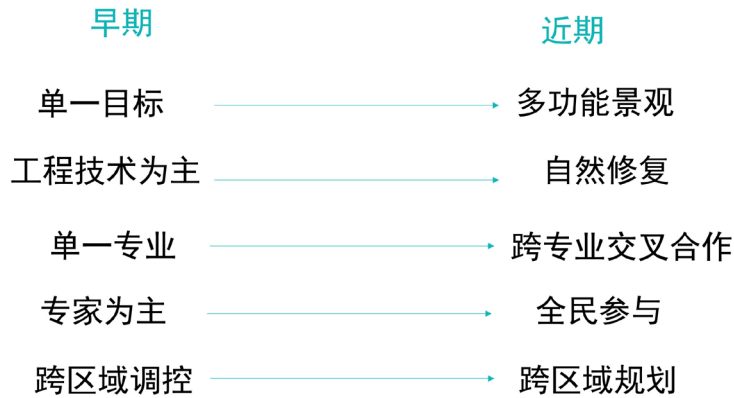 早期 近期
单一目标 多功能景观
工程技术为主 自然修复
单一专业 跨专业交叉合作
专家为主 全民参与
跨区域调控 跨区域规划